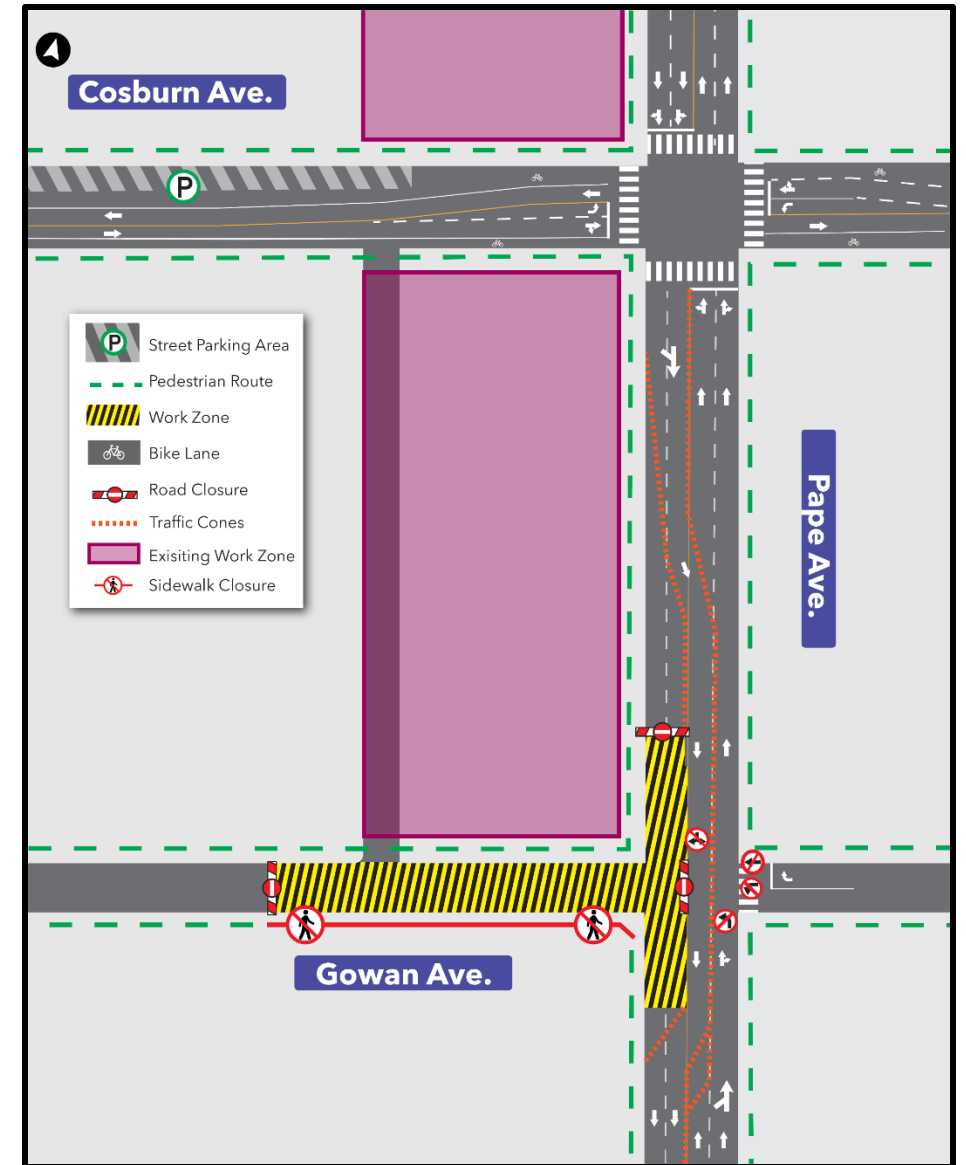 Cosburn Ave.
P
P
Street Parking Area
Pedestrian Route
Work Zone
Bike Lane
Road Closure
Traffic Cones
Exisiting Work Zone
Sidewalk Closure
Pape Ave.
Gowan Ave.